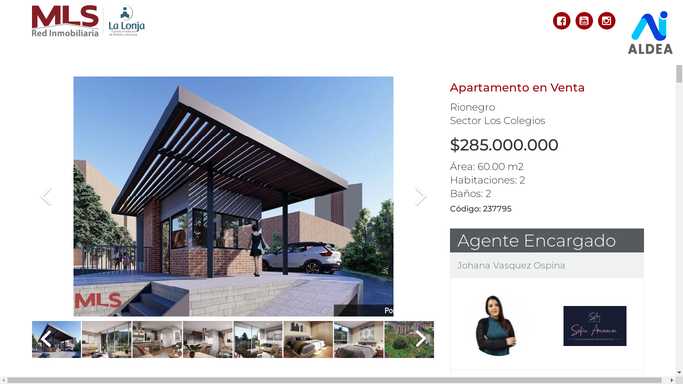 MLS
Red Inmobiliaria
La Lonja
ALDEA
Apartamento en Venta
Rionegro
Sector Los Colegios
$285.000.000
Área: 60.00 m2
Habitaciones: 2
Baños: 2
Código: 237795
MLS
Po
Agente Encargado
Johana Vasquez Ospina